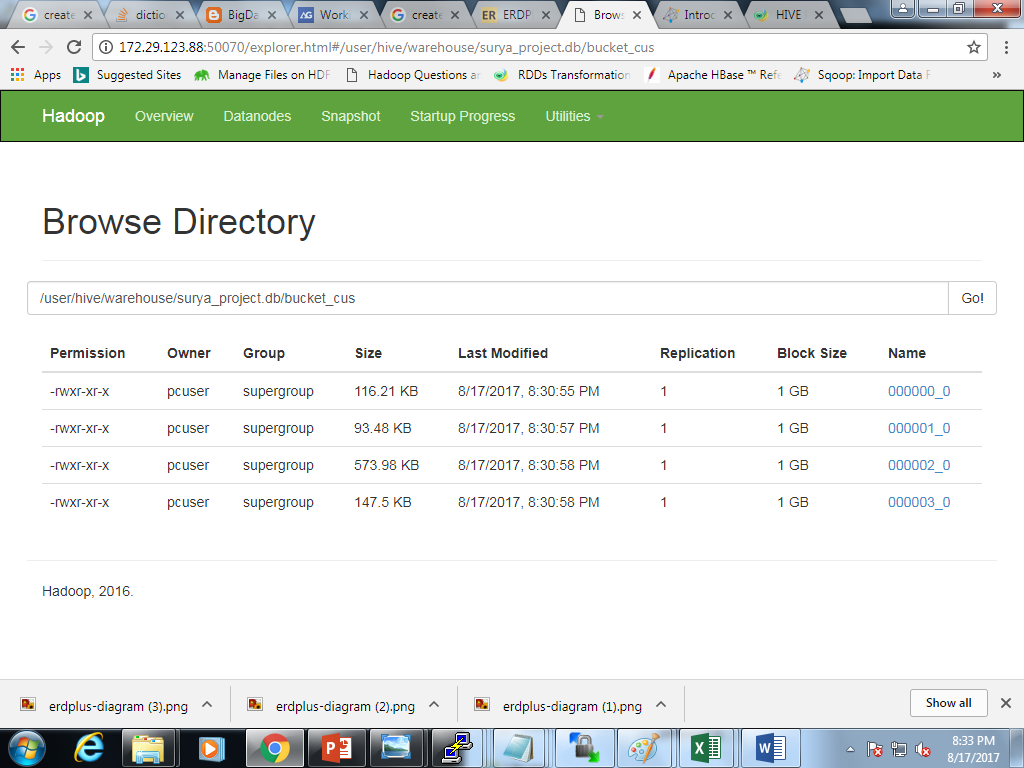 create
dictio
BigDa
Work
create
ER ERDP
Brows
Introd
HIVE
172.29.123.88:50070/explorer.html#/user/hive/warehouse/surya_project.db/bucket_cus
Apps Suggested Sites Manage Files on HDF Hadoop Questions an RDDs Transformation Apache HBase ™ Refe Sqoop: Import Data F »
Hadoop Overview Datanodes Snapshot Startup Progress Utilities
Browse Directory
/user/hive/warehouse/surya_project.db/bucket_cus Go!
Permission Owner Group Size Last Modified Replication Block Size Name
-rwxr-xr-x pcuser supergroup 116.21 KB 8/17/2017, 8:30:55 PM 1 1 GB 000000_0
-rwxr-xr-x pcuser supergroup 93.48 KB 8/17/2017, 8:30:57 PM 1 1 GB 000001_0
-rwxr-xr-x pcuser supergroup 573.98 KB 8/17/2017, 8:30:58 PM 1 1 GB 000002_0
-rwxr-xr-x pcuser supergroup 147.5 KB 8/17/2017, 8:30:58 PM 1 1 GB 000003_0
Hadoop, 2016.
erdplus-diagram (3).png erdplus-diagram (2).png erdplus-diagram (1).png Show all
8:33 PM
8/17/2017